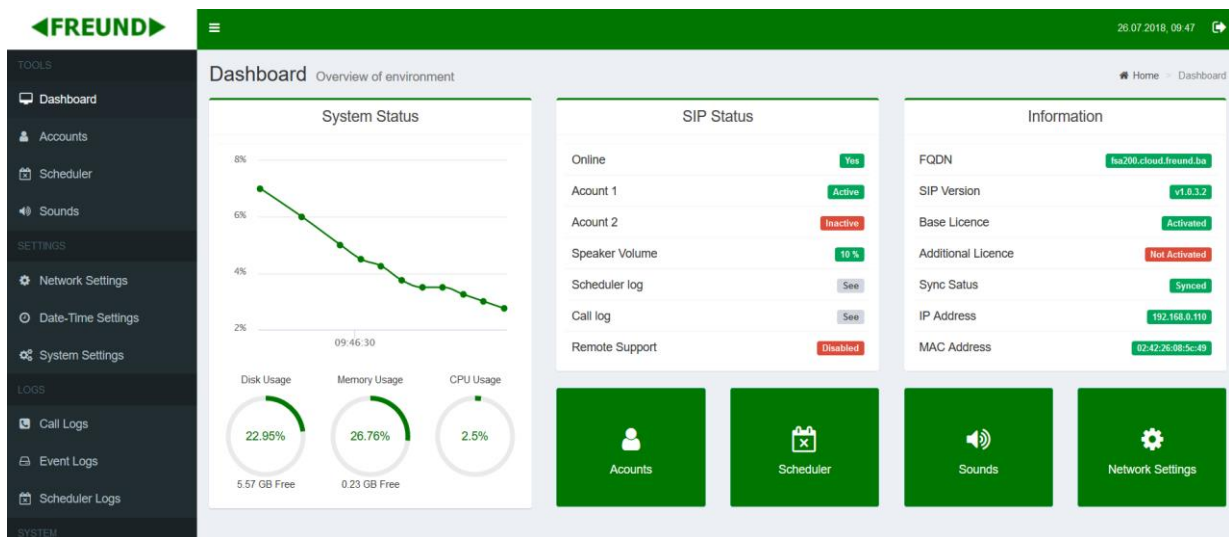 FREUND
26.07.2018, 09:47
TOOLS
Dashboard
Accounts
Scheduler
Sounds
SETTINGS
Network Settings
Date-Time Settings
System Settings
LOGS
Call Logs
Event Logs
Scheduler Logs
SYSTEM
Dashboard Overview of environment
Home > Dashboard
System Status
8%
6%
4%
2%
09:46:30
Disk Usage Memory Usage CPU Usage
22.95% 26.76% 2.5%
5.57 GB Free 0.23 GB Free
SIP Status
Online Yes
Acount 1 Active
Acount 2 Inactive
Speaker Volume 10 %
Scheduler log See
Call log See
Remote Support Disabled
Information
FQDN fsa200.cloud.freund.ba
SIP Version v1.0.3.2
Base Licence Activated
Additional Licence Not Activated
Sync Satus Synced
IP Address 192.168.0.110
MAC Address 02:42:26:08:5c:49
Acounts
Scheduler
Sounds
Network Settings